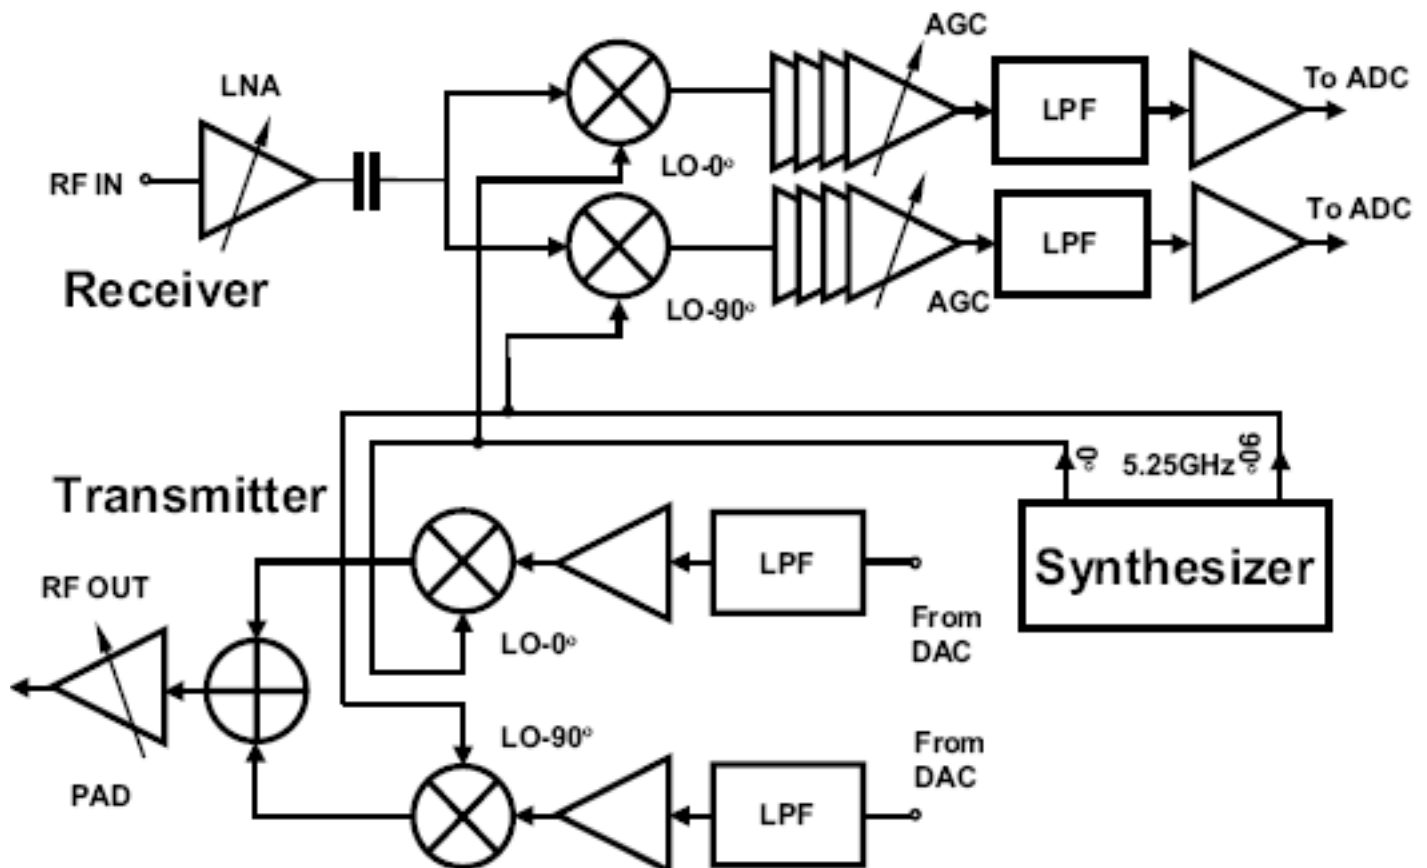 AGC
LNA
To ADC
LPF
RF IN
LO-0°
To ADC
LPF
Receiver
LO-90°
AGC
0°
5.25GHz
90°
Transmitter
Synthesizer
LPF
RF OUT
From
DAC
LO-0°
LO-90°
From
DAC
PAD
LPF